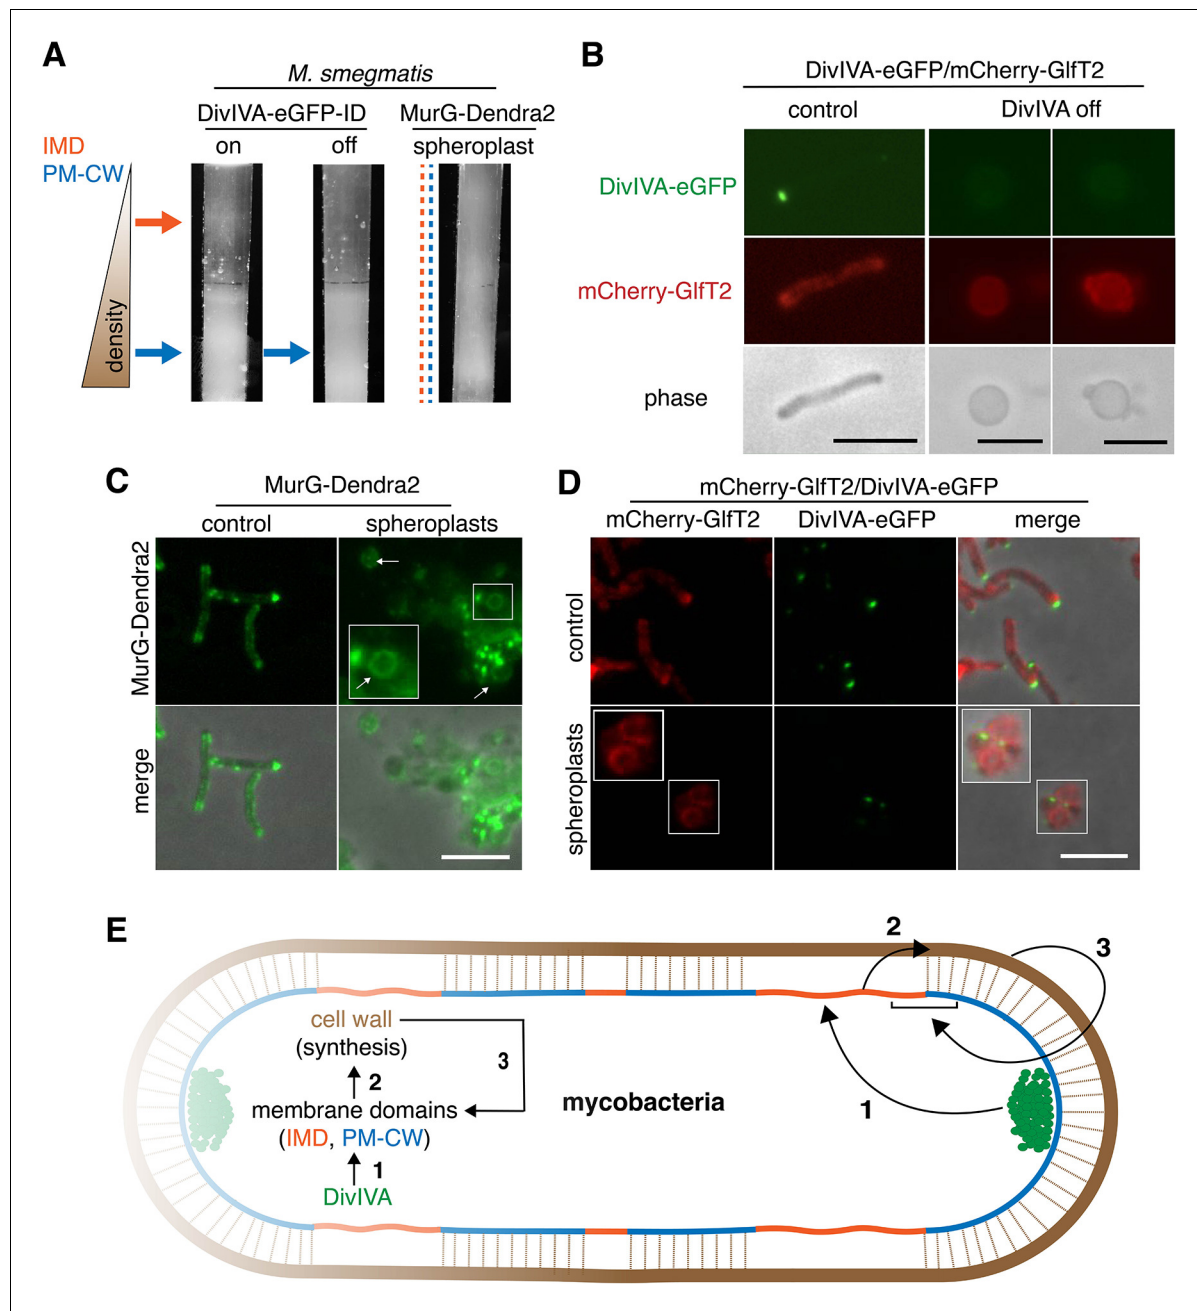 A
M. smegmatis
DivIVA-eGFP-ID
MurG-Dendra2
on
off
spheroplast
IMD
PM-CW
density
B
DivIVA-eGFP/mCherry-GlfT2
control
DivIVA off
DivIVA-eGFP
mCherry-GlfT2
phase
C
MurG-Dendra2
control
spheroplasts
MurG-Dendra2
merge
D
mCherry-GlfT2/DivIVA-eGFP
mCherry-GlfT2
DivIVA-eGFP
merge
control
spheroplasts
E
2
3
1
cell wall
(synthesis)
3
2
membrane domains
(IMD, PM-CW)
1
DivIVA
mycobacteria